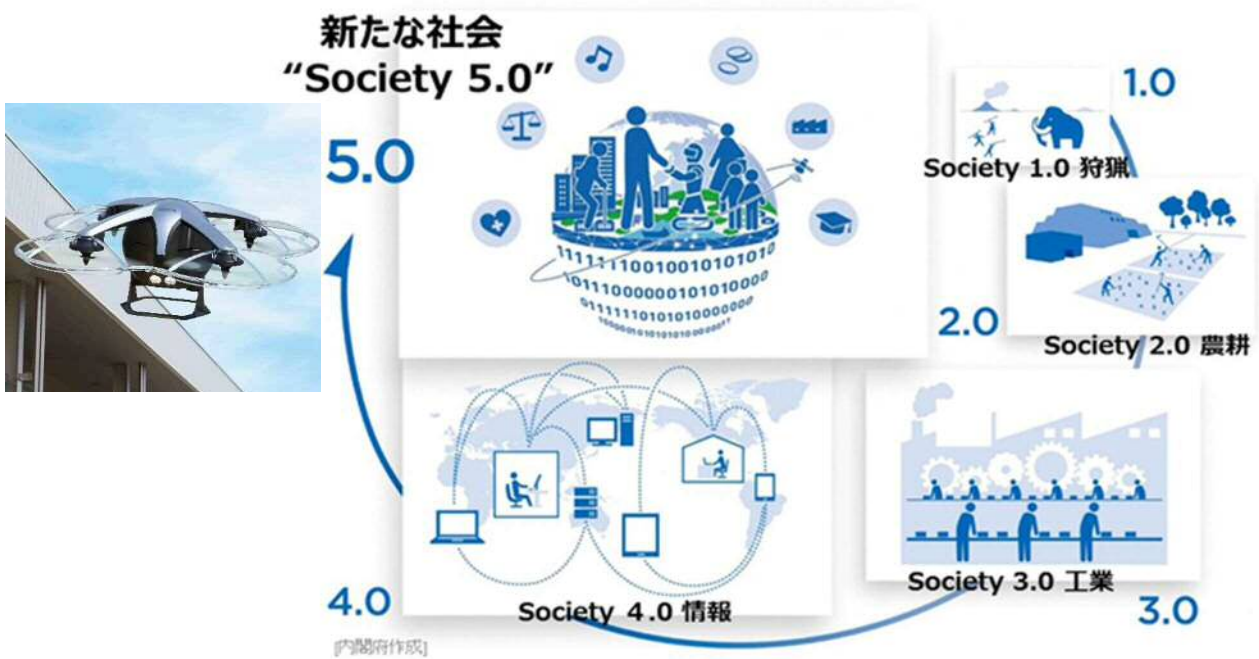 新たな社会
“Society 5.0”
5.0
1.0
Society 1.0 狩猟
2.0
Society 2.0 農耕
Society 3.0 工業
3.0
4.0
Society 4.0 情報
[内閣府作成]
11111110010010101010
1011100000101010000